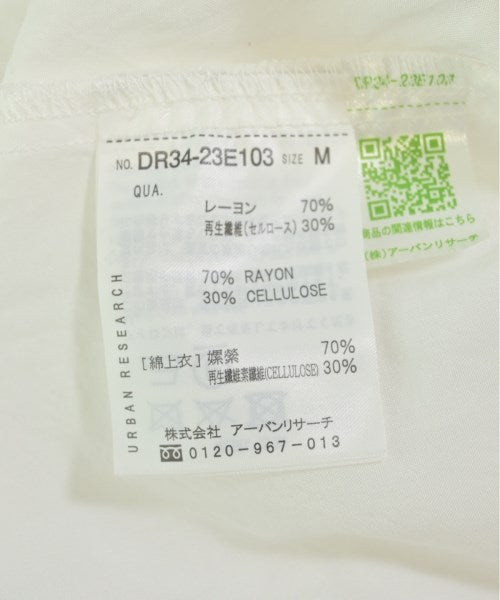 DR34-23E103
NO. DR34-23E103 SIZE M
QUA.
レーヨン 70%
再生繊維(セルロース) 30%
70% RAYON
30% CELLULOSE
[綿上衣] 嫘縈 70%
再生纖維素纖維(CELLULOSE) 30%
株式会社 アーバンリサーチ
0120-967-013
URBAN RESEARCH
商品の関連情報はこちら
(株)アーバンリサーチ